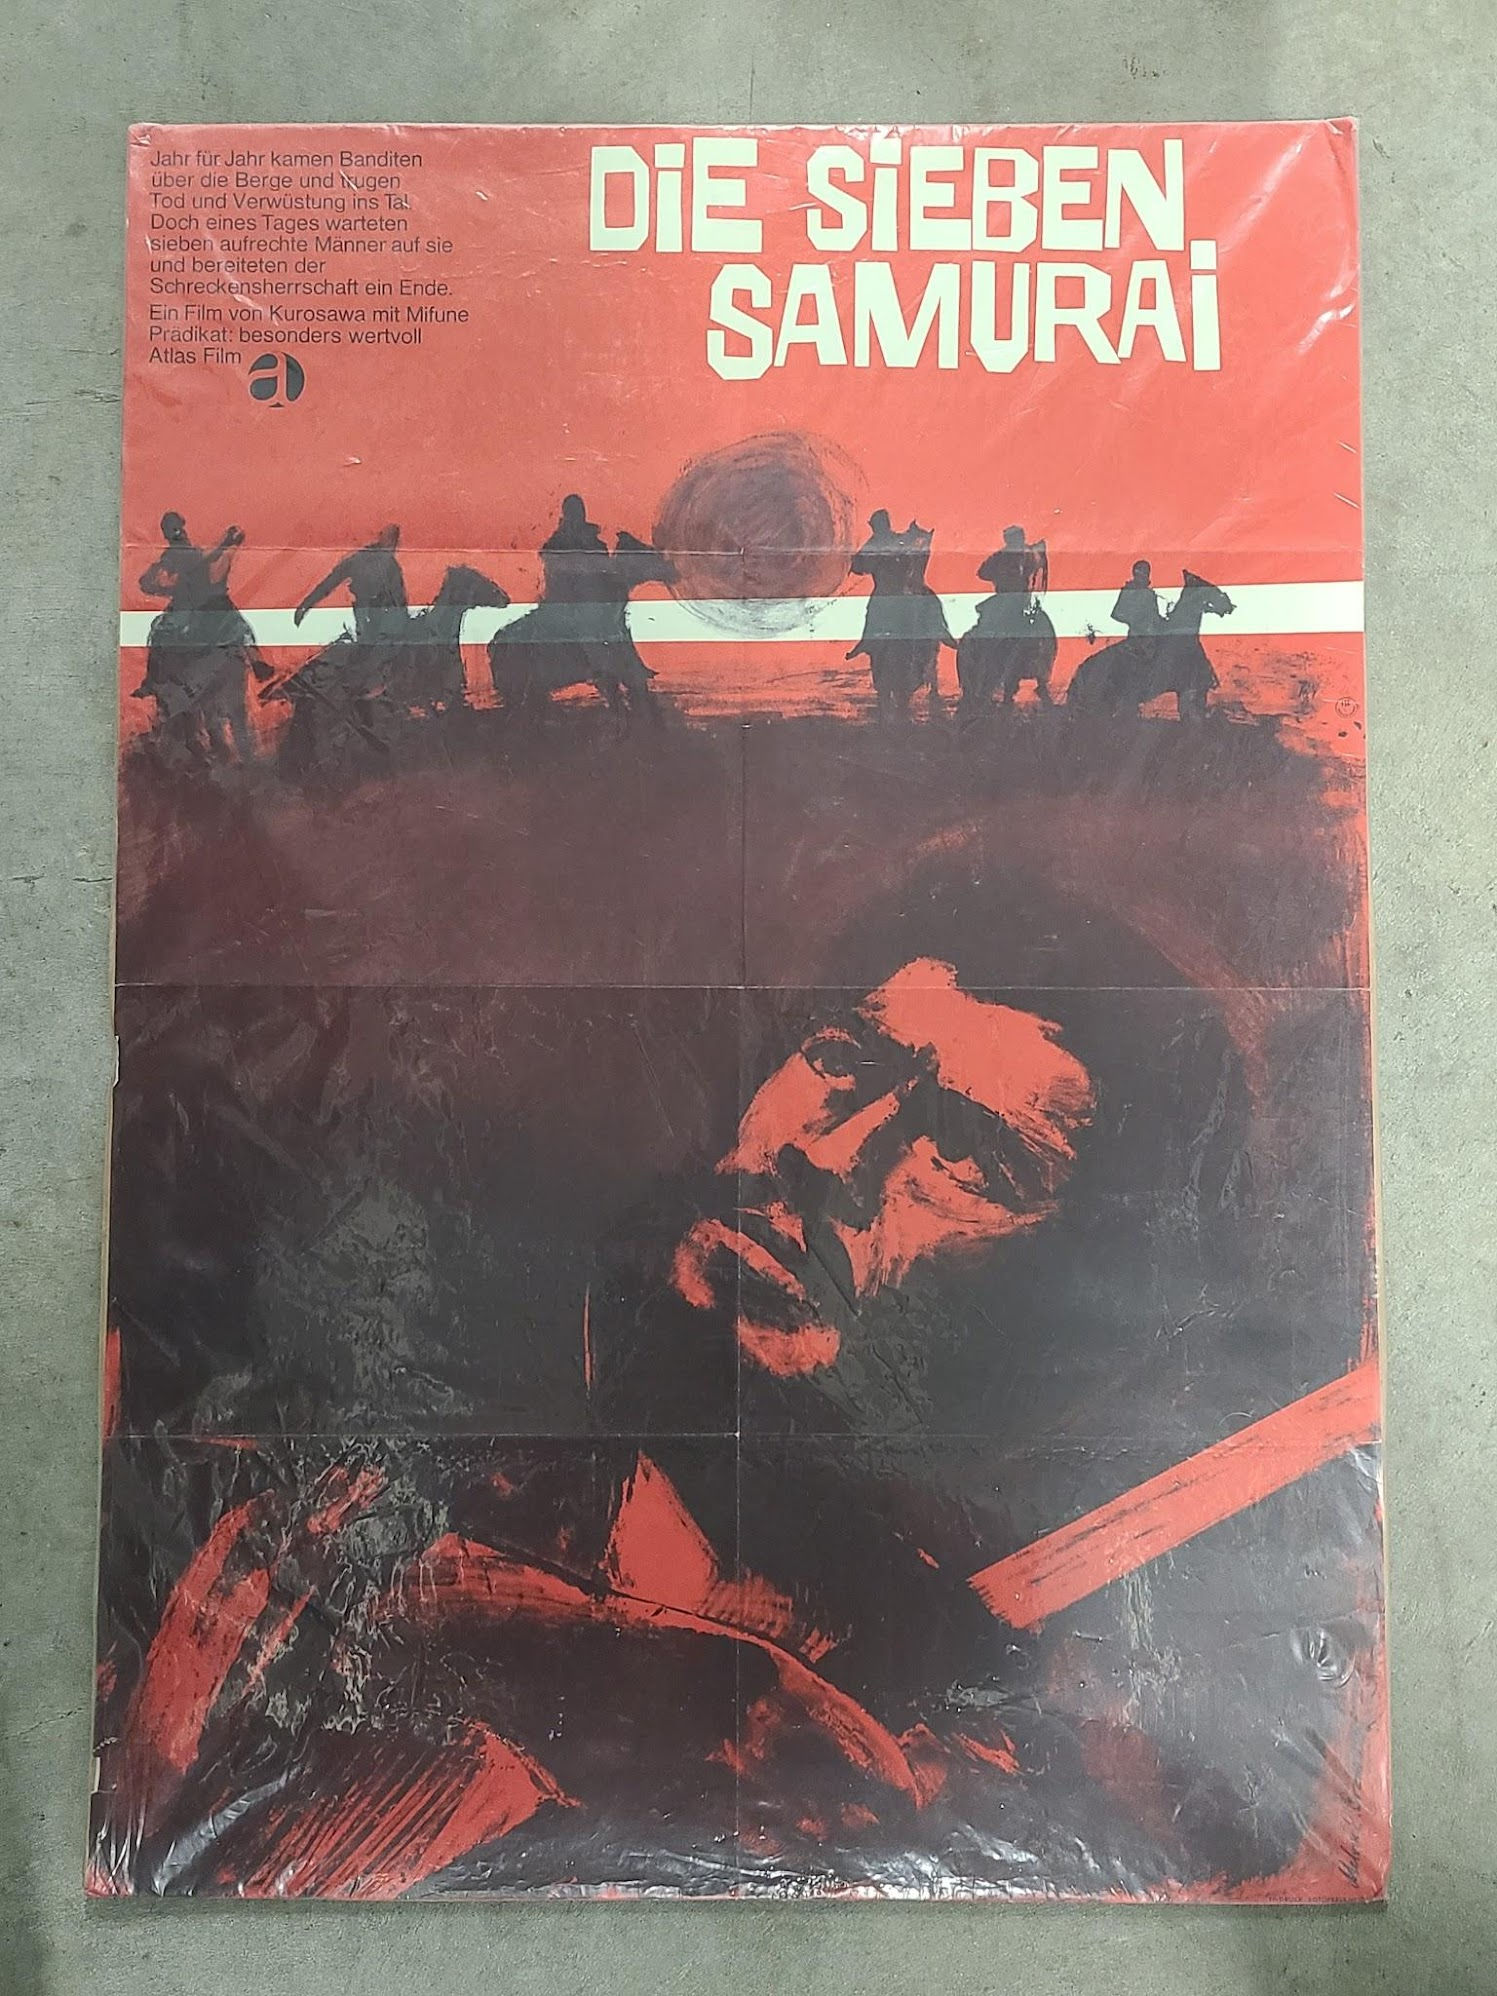 Jahr für Jahr kamen Banditen
über die Berge und trugen
Tod und Verwüstung ins Tal.
Doch eines Tages warteten
sieben aufrechte Männer auf sie
und bereiteten der
Schreckensherrschaft ein Ende.
Ein Film von Kurosawa mit Mifune
Prädikat: besonders wertvoll
Atlas Film a
DiE SiEBEN
SAMURAi